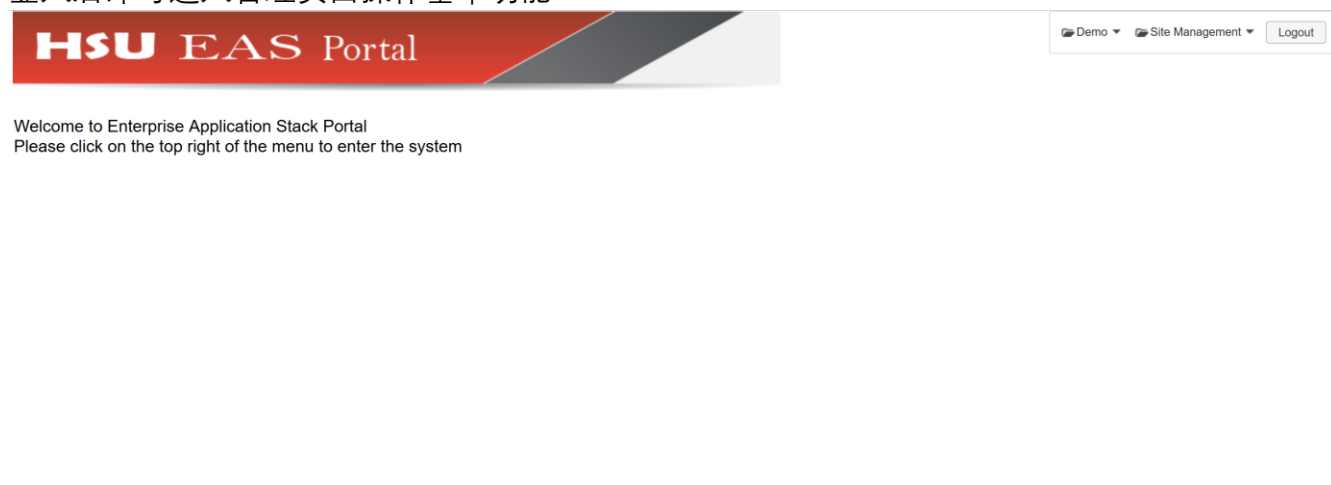 HSU EAS Portal
Demo Site Management Logout
Welcome to Enterprise Application Stack Portal
Please click on the top right of the menu to enter the system